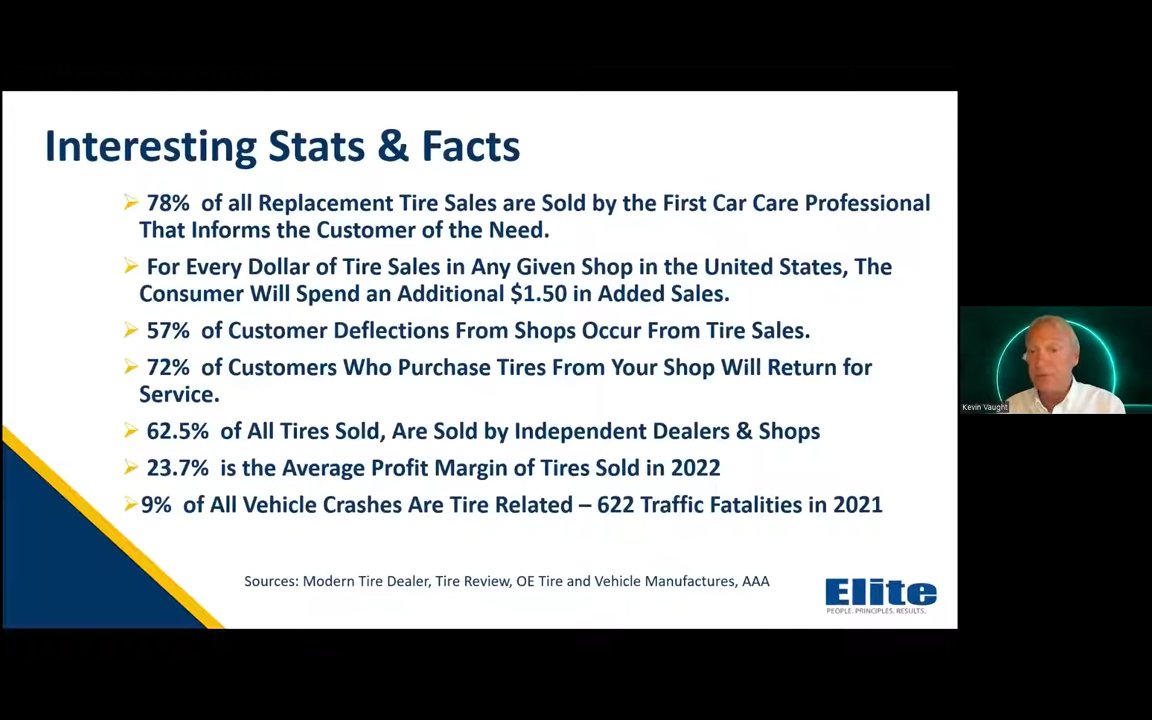 Interesting Stats & Facts
78% of all Replacement Tire Sales are Sold by the First Car Care Professional
That Informs the Customer of the Need.
For Every Dollar of Tire Sales in Any Given Shop in the United States, The
Consumer Will Spend an Additional $1.50 in Added Sales.
57% of Customer Deflections From Shops Occur From Tire Sales.
72% of Customers Who Purchase Tires From Your Shop Will Return for
Service.
62.5% of All Tires Sold, Are Sold by Independent Dealers & Shops
23.7% is the Average Profit Margin of Tires Sold in 2022
9% of All Vehicle Crashes Are Tire Related – 622 Traffic Fatalities in 2021
Sources: Modern Tire Dealer, Tire Review, OE Tire and Vehicle Manufactures, AAA
Elite
PEOPLE. PRINCIPLES. RESULTS.
Kevin Vaught